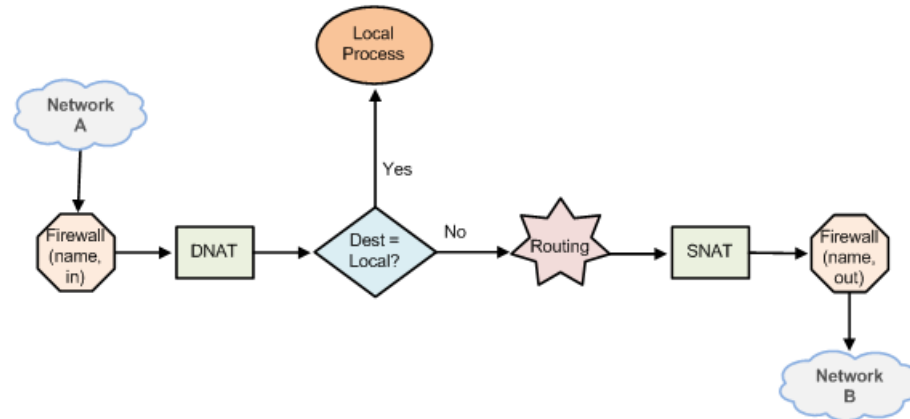 Local
Process
Network
A
Yes
Firewall
(name,
in)
DNAT
Dest =
Local?
No
Routing
SNAT
Firewall
(name,
out)
Network
B